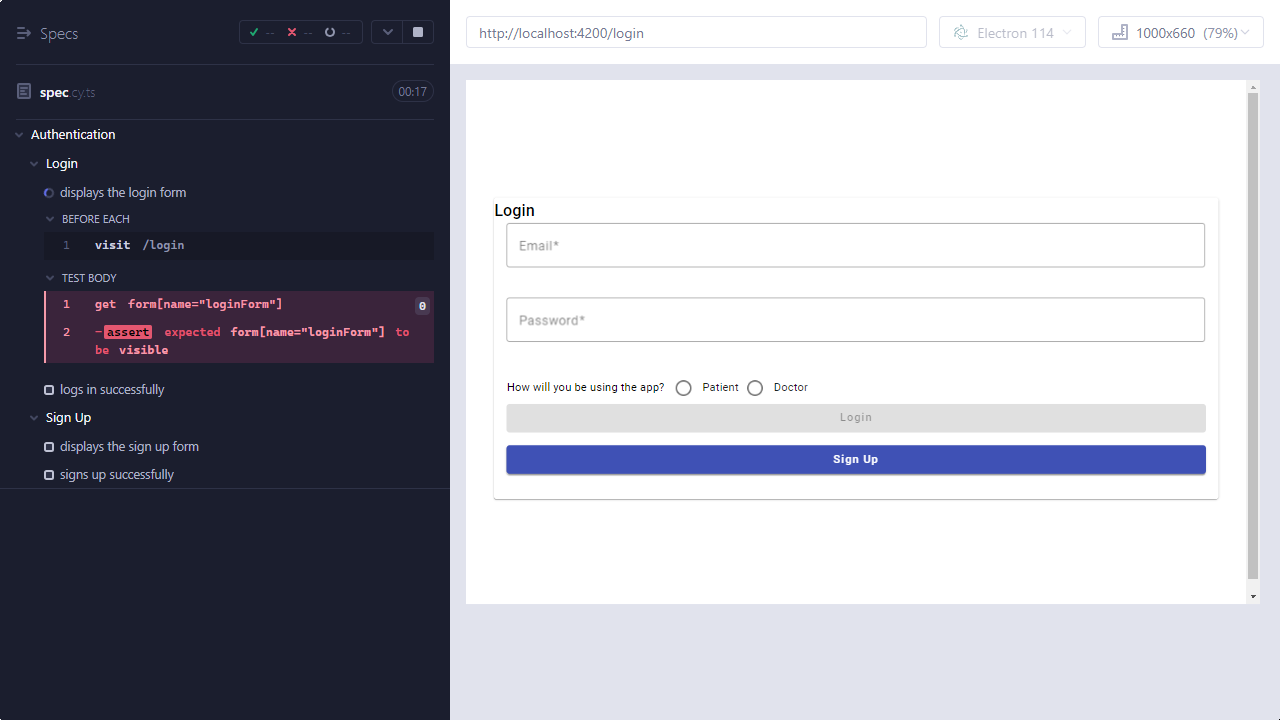 Specs
-- -- --
spec.cy.ts 00:17
Authentication
Login
displays the login form
BEFORE EACH
1 visit /login
TEST BODY
1 get form[name="loginForm"] 0
2 -assert expected form[name="loginForm"] to
be visible
logs in successfully
Sign Up
displays the sign up form
signs up successfully
http://localhost:4200/login
Electron 114
1000x660 (79%)
Login
Email*
Password*
How will you be using the app? Patient Doctor
Login
Sign Up